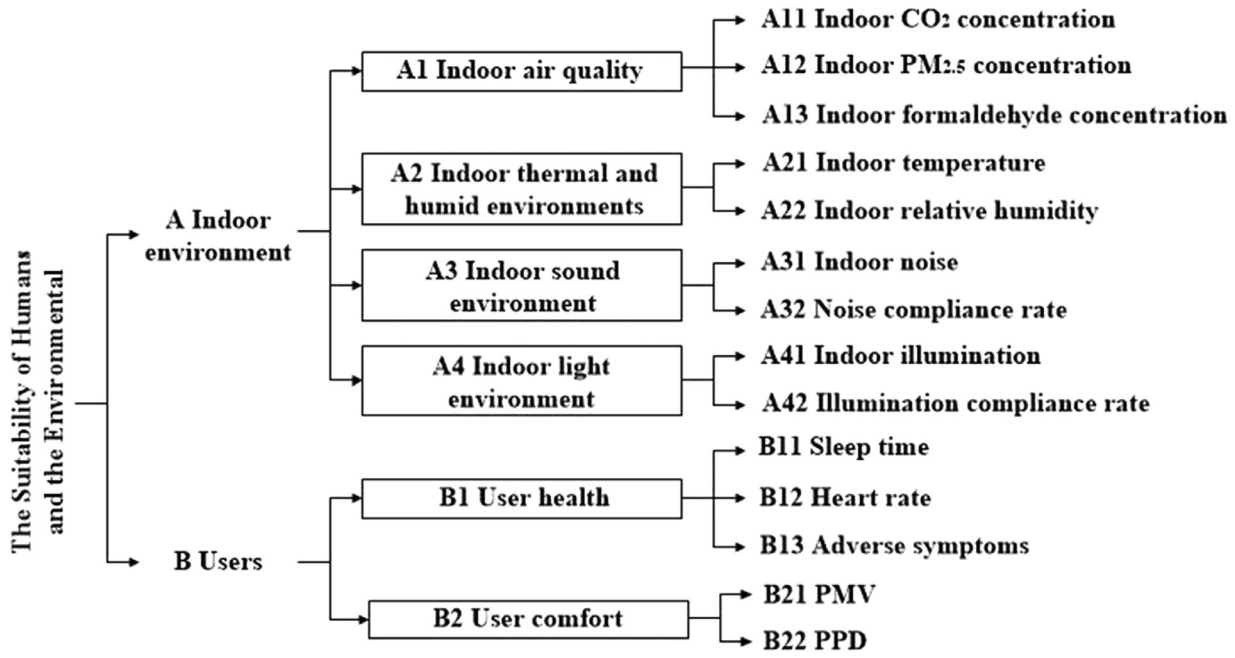 The Suitability of Humans
and the Environmental
A Indoor
environment
B Users
A1 Indoor air quality
A2 Indoor thermal and
humid environments
A3 Indoor sound
environment
A4 Indoor light
environment
B1 User health
B2 User comfort
A11 Indoor CO₂ concentration
A12 Indoor PM₂.₅ concentration
A13 Indoor formaldehyde concentration
A21 Indoor temperature
A22 Indoor relative humidity
A31 Indoor noise
A32 Noise compliance rate
A41 Indoor illumination
A42 Illumination compliance rate
B11 Sleep time
B12 Heart rate
B13 Adverse symptoms
B21 PMV
B22 PPD